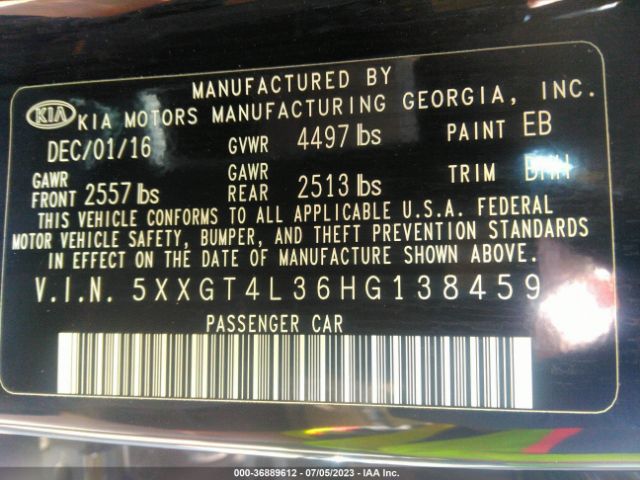 MANUFACTURED BY
KIA KIA MOTORS MANUFACTURING GEORGIA, INC.
DEC/01/16 GVWR 4497 lbs PAINT EB
GAWR FRONT 2557 lbs GAWR REAR 2513 lbs TRIM
THIS VEHICLE CONFORMS TO ALL APPLICABLE U.S.A. FEDERAL
MOTOR VEHICLE SAFETY, BUMPER, AND THEFT PREVENTION STANDARDS
IN EFFECT ON THE DATE OF MANUFACTURE SHOWN ABOVE.
V.I.N. 5XXGT4L36HG138459
PASSENGER CAR
000-36889612 - 07/05/2023 - IAA Inc.